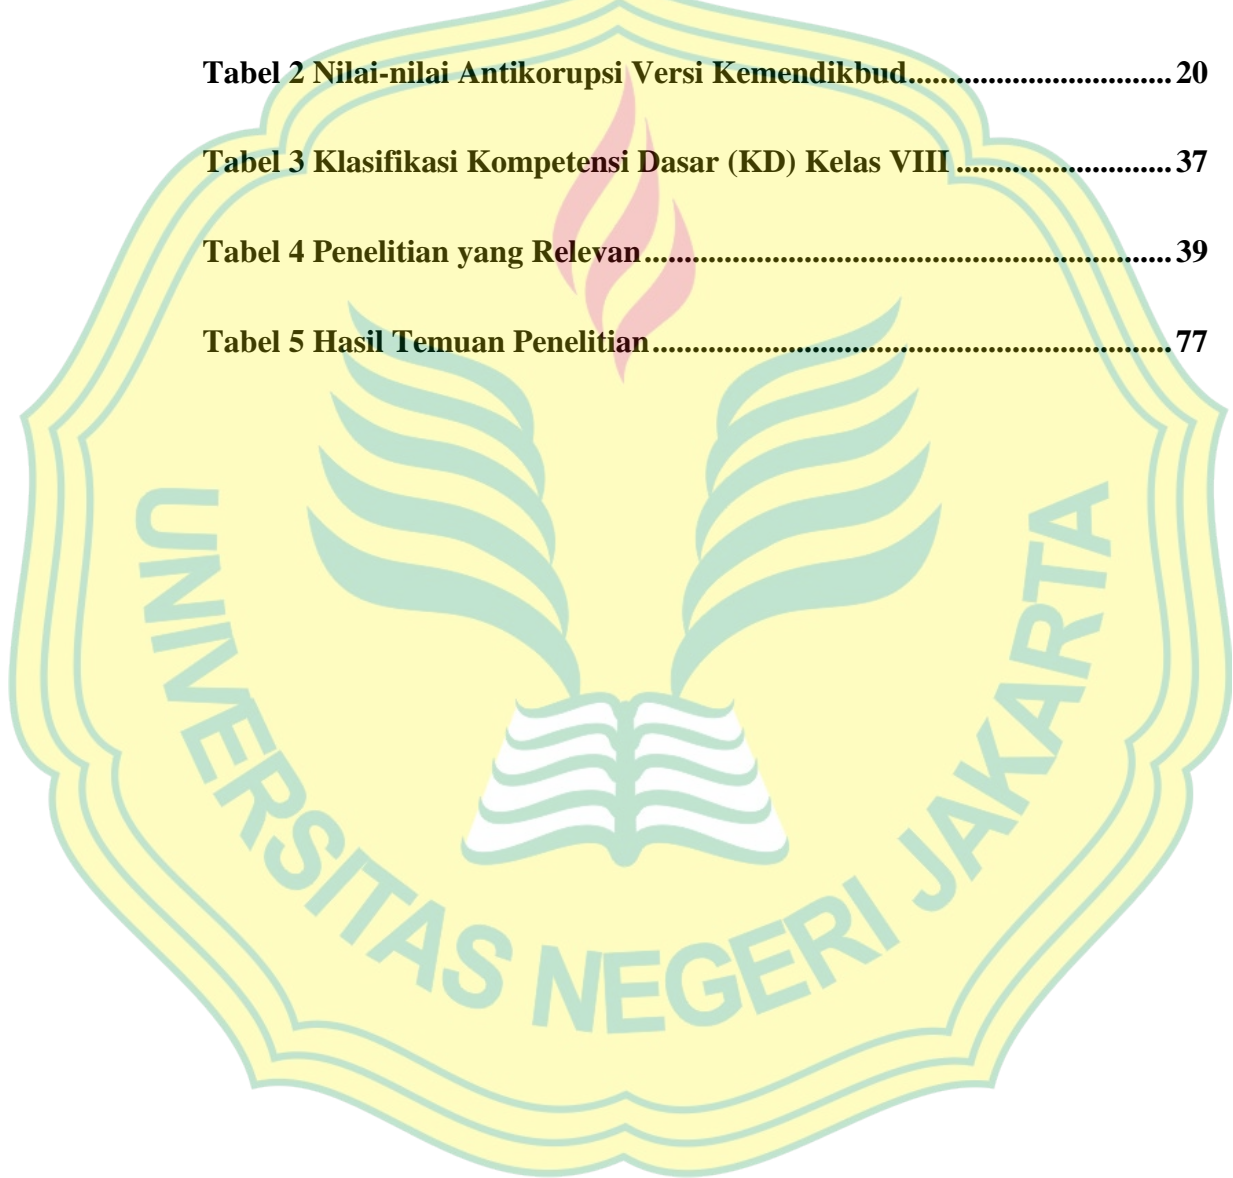 Tabel 2 Nilai-nilai Antikorupsi Versi Kemendikbud................................. 20
Tabel 3 Klasifikasi Kompetensi Dasar (KD) Kelas VIII ........................... 37
Tabel 4 Penelitian yang Relevan.................................................................. 39
Tabel 5 Hasil Temuan Penelitian................................................................. 77
UNIVERSITAS NEGERI JAKARTA